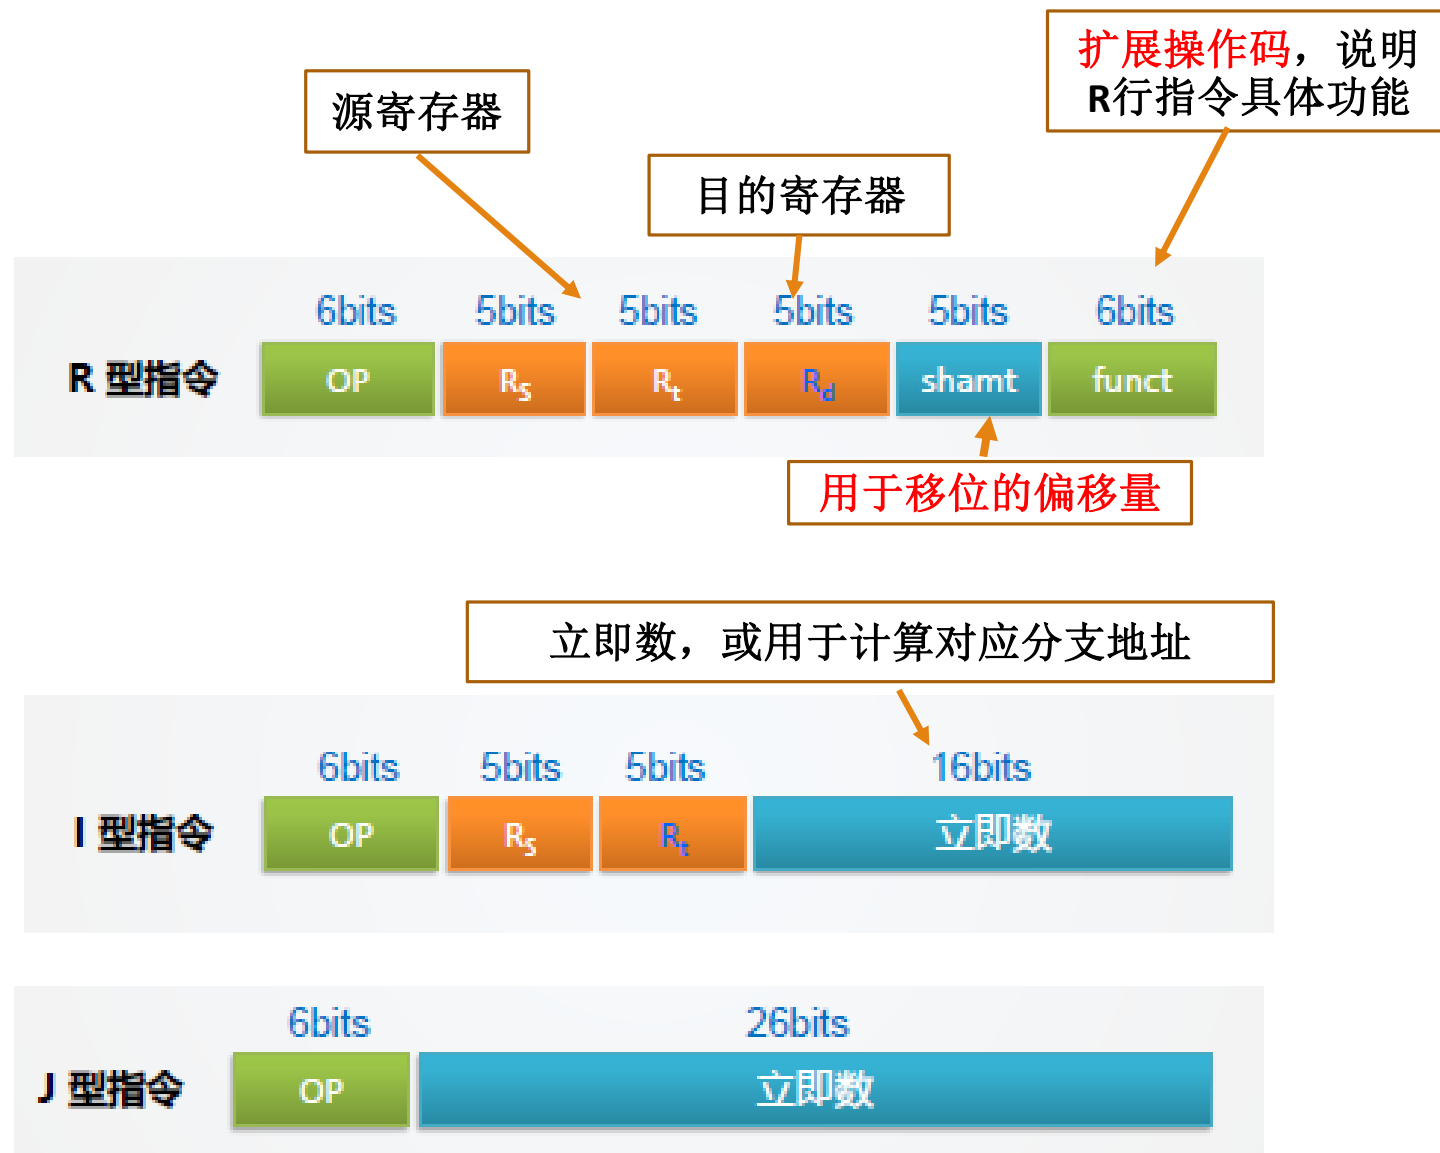 扩展操作码，说明
R行指令具体功能
源寄存器
目的寄存器
6bits 5bits 5bits 5bits 5bits 6bits
R 型指令 OP Rs Rt Rd shamt funct
用于移位的偏移量
立即数，或用于计算对应分支地址
6bits 5bits 5bits 16bits
I 型指令 OP Rs Rt 立即数
6bits 26bits
J 型指令 OP 立即数